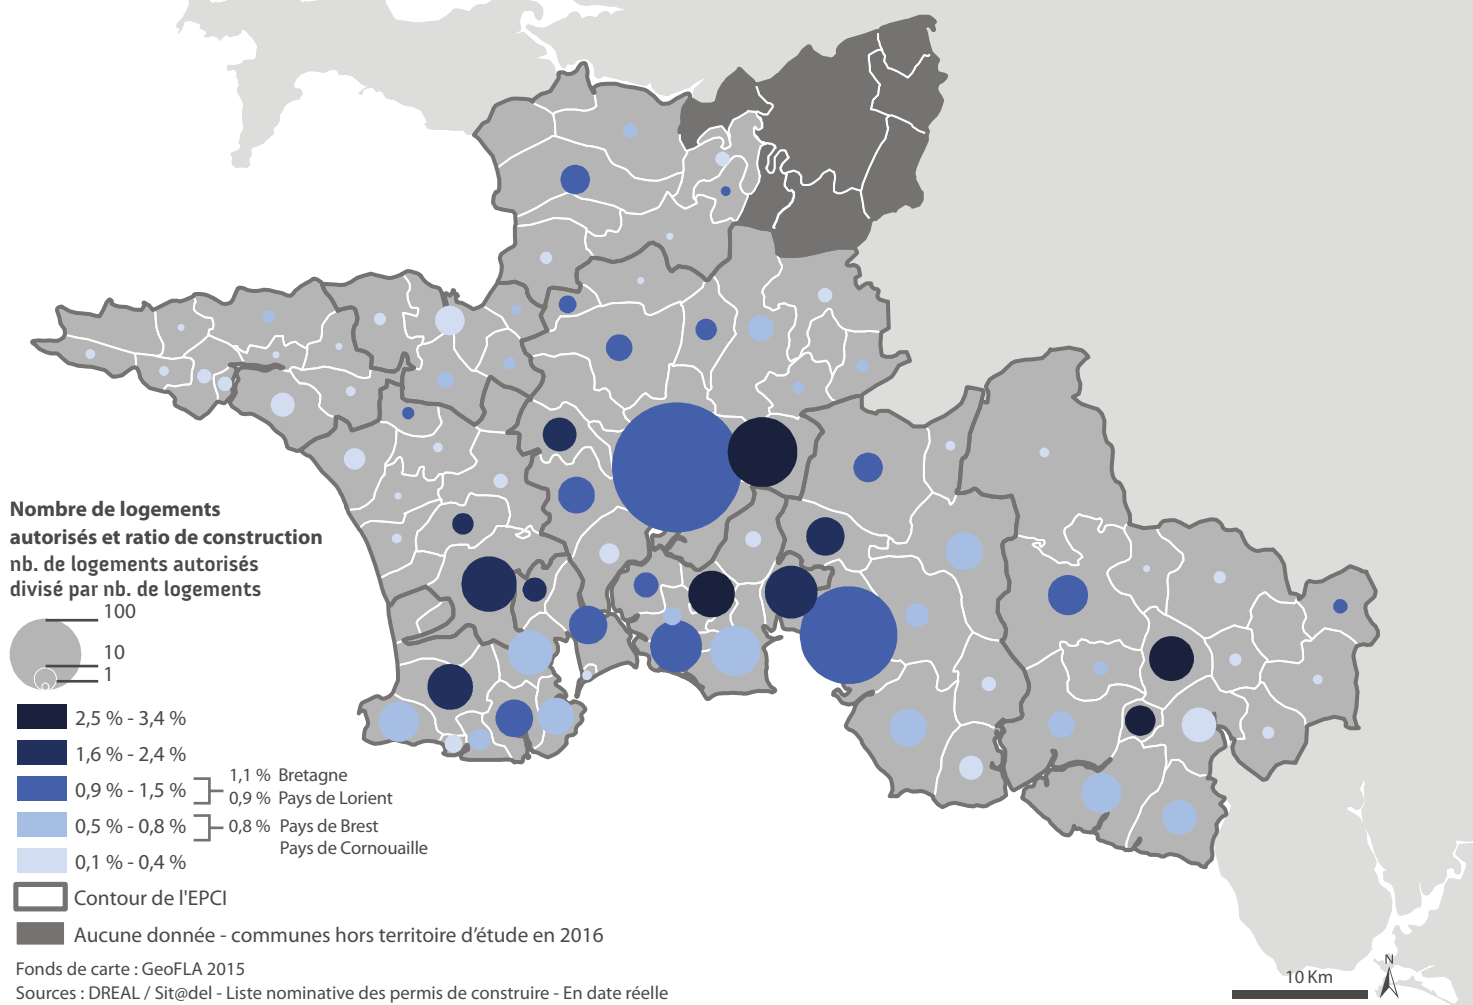 Nombre de logements
autorisés et ratio de construction
nb. de logements autorisés
divisé par nb. de logements
100
10
1
2,5 % - 3,4 %
1,6 % - 2,4 %
0,9 % - 1,5 %
1,1 % Bretagne
0,9 % Pays de Lorient
0,5 % - 0,8 %
0,8 % Pays de Brest
Pays de Cornouaille
0,1 % - 0,4 %
Contour de l'EPCI
Aucune donnée - communes hors territoire d'étude en 2016
Fonds de carte : GeoFLA 2015
Sources : DREAL / Sit@del - Liste nominative des permis de construire - En date réelle
10 Km
N